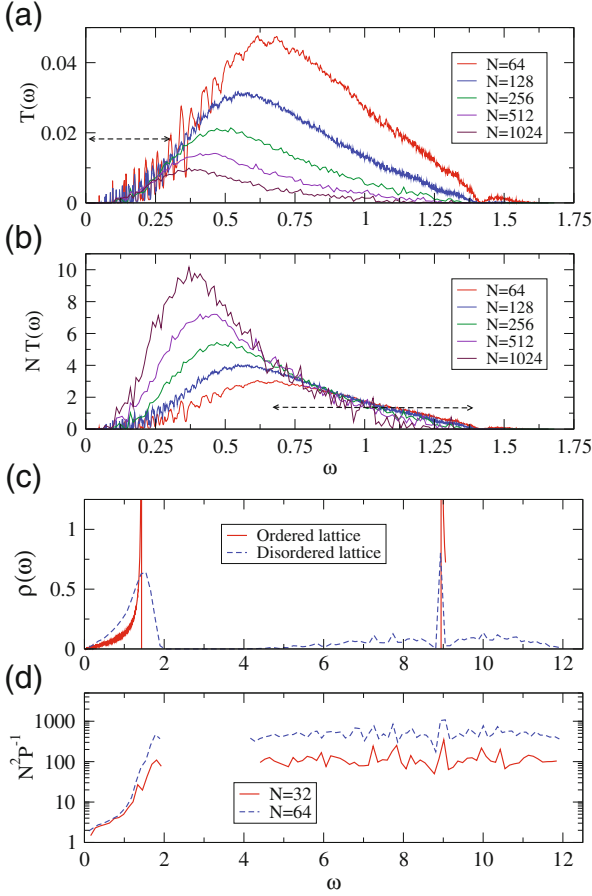 (a)
T(ω)
0.04
0.02
0
N=64
N=128
N=256
N=512
N=1024
0 0.25 0.5 0.75 1 1.25 1.5 1.75
(b)
N T(ω)
10
8
6
4
2
0
N=64
N=128
N=256
N=512
N=1024
0 0.25 0.5 0.75 1 1.25 1.5 1.75
ω
(c)
ρ(ω)
1
0.5
0
Ordered lattice
Disordered lattice
0 2 4 6 8 10 12
(d)
N²P⁻¹
1000
100
10
1
N=32
N=64
0 2 4 6 8 10 12
ω